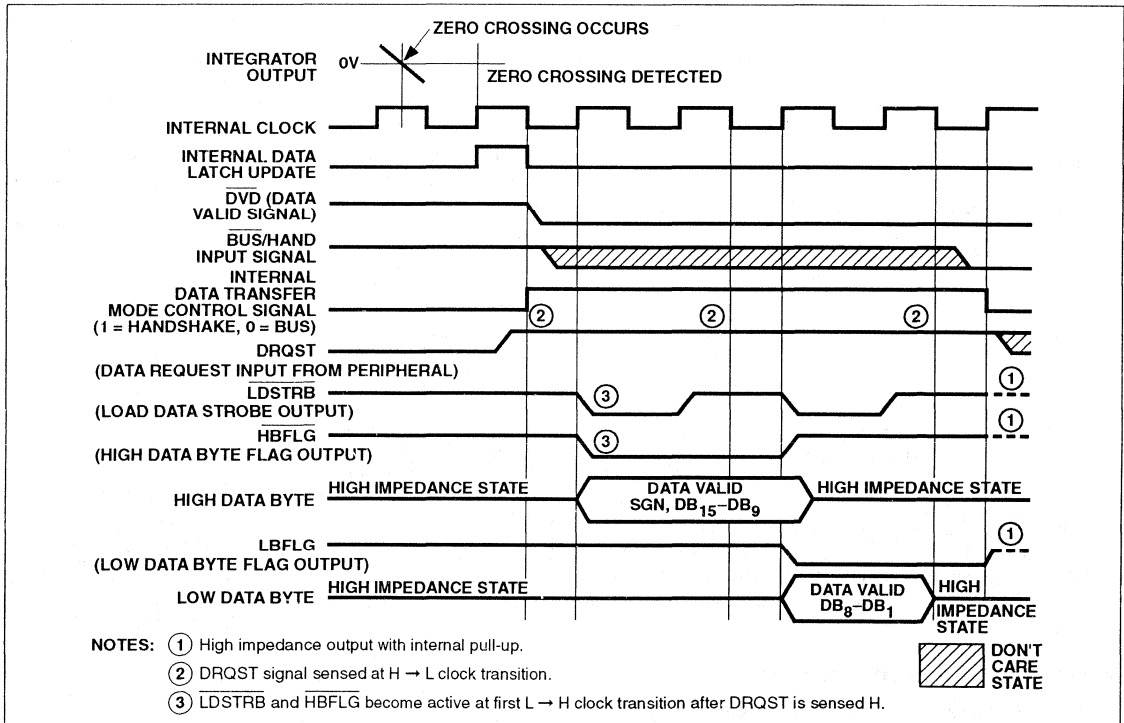 ZERO CROSSING OCCURS
INTEGRATOR
OUTPUT
0V
ZERO CROSSING DETECTED
INTERNAL CLOCK
INTERNAL DATA
LATCH UPDATE
DVD (DATA
VALID SIGNAL)
BUS/HAND
INPUT SIGNAL
INTERNAL
DATA TRANSFER
MODE CONTROL SIGNAL
(1 = HANDSHAKE, 0 = BUS)
2 2 2
DRQST
(DATA REQUEST INPUT FROM PERIPHERAL)
LDSTRB
(LOAD DATA STROBE OUTPUT)
3
1
HBFLG
(HIGH DATA BYTE FLAG OUTPUT)
3
1
HIGH DATA BYTE
HIGH IMPEDANCE STATE
DATA VALID
SGN, DB15–DB9
HIGH IMPEDANCE STATE
LBFLG
(LOW DATA BYTE FLAG OUTPUT)
1
LOW DATA BYTE
HIGH IMPEDANCE STATE
DATA VALID
DB8–DB1
HIGH
IMPEDANCE
STATE
NOTES: 1 High impedance output with internal pull-up.
2 DRQST signal sensed at H → L clock transition.
3 LDSTRB and HBFLG become active at first L → H clock transition after DRQST is sensed H.
DON'T
CARE
STATE